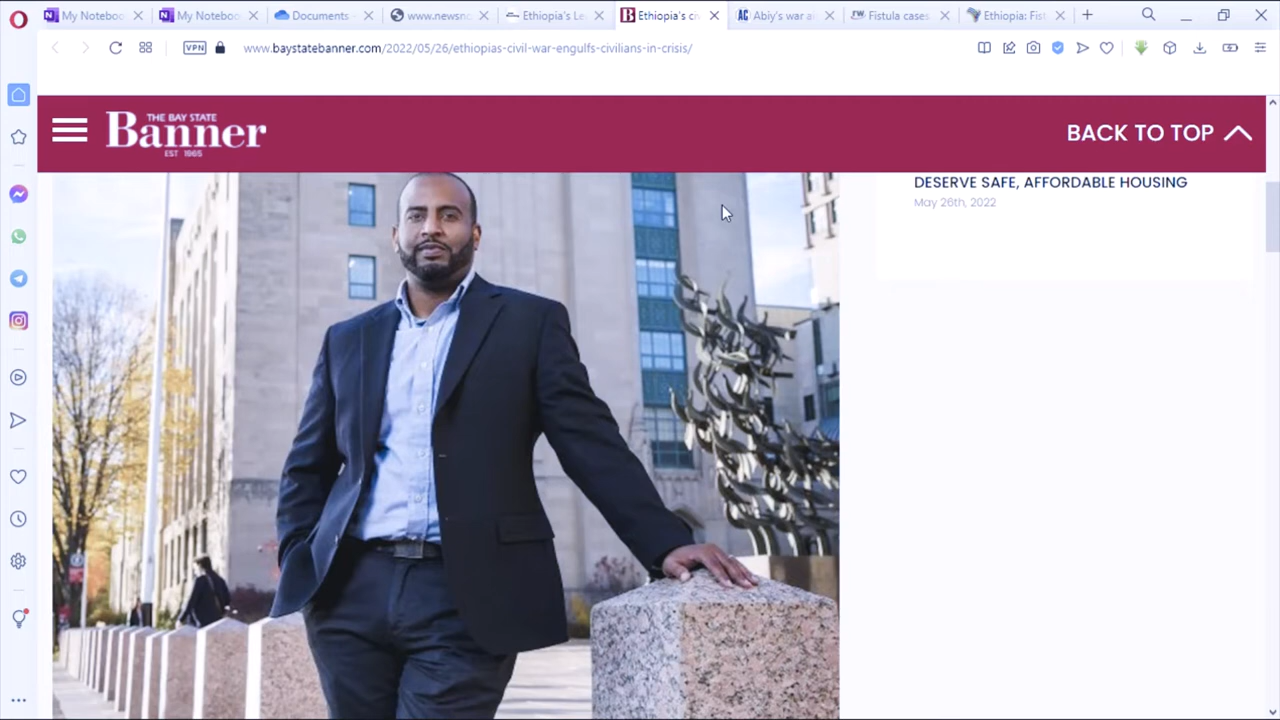 My Noteboo
My Noteboo
Documents
www.newsnc
Ethiopia's Le
Ethiopia's ci
Abiy's war a
Fistula cases
Ethiopia: Fist
VPN
www.baystatebanner.com/2022/05/26/ethiopias-civil-war-engulfs-civilians-in-crisis/
THE BAY STATE
Banner
EST 1965
BACK TO TOP
DESERVE SAFE, AFFORDABLE HOUSING
May 26th, 2022